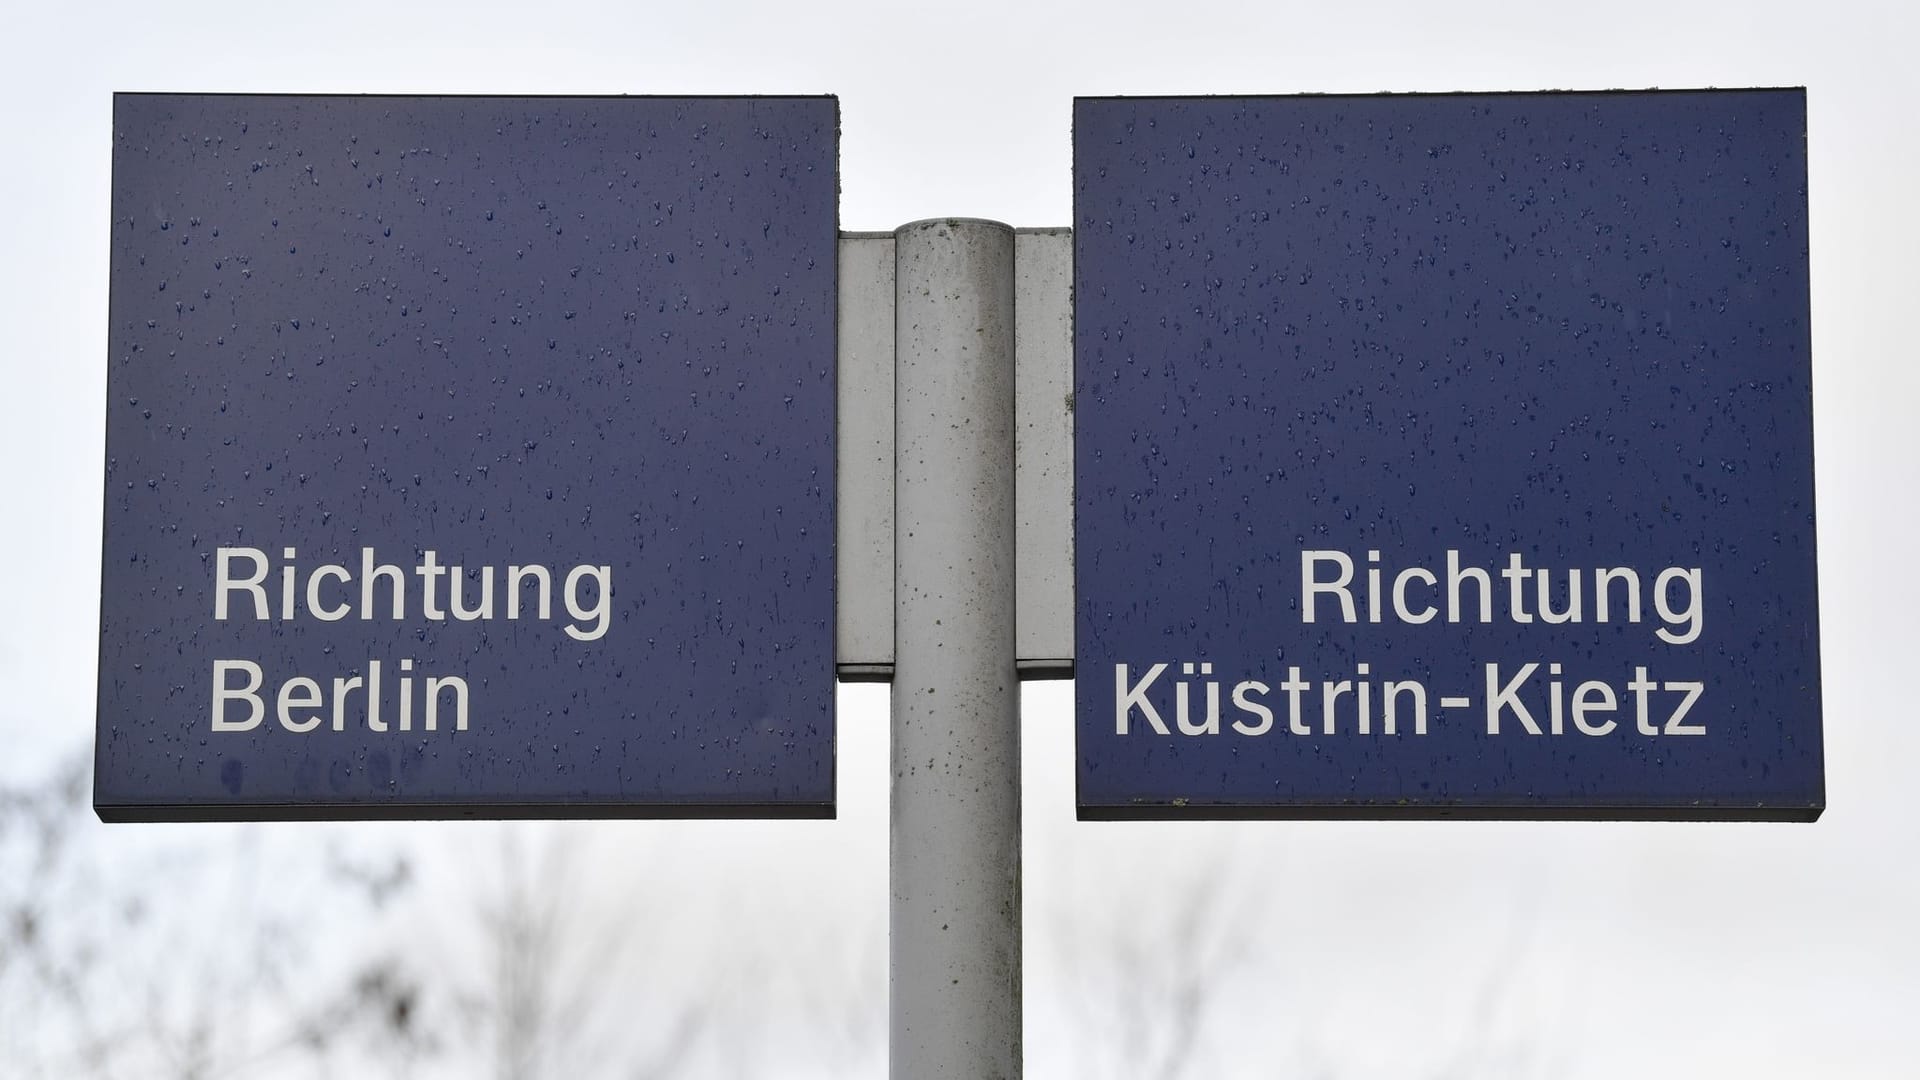 Richtung
Berlin
Richtung
Küstrin-Kietz